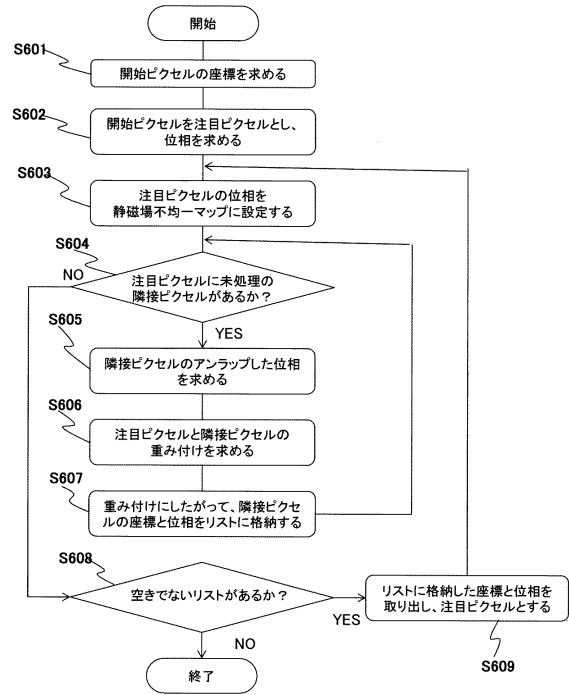 開始
S601
開始ピクセルの座標を求める
S602
開始ピクセルを注目ピクセルとし、
位相を求める
S603
注目ピクセルの位相を
静磁場不均一マップに設定する
S604
NO
注目ピクセルに未処理の
隣接ピクセルがあるか？
YES
S605
隣接ピクセルのアンラップした位相
を求める
S606
注目ピクセルと隣接ピクセルの
重み付けを求める
S607
重み付けにしたがって、隣接ピクセ
ルの座標と位相をリストに格納する
S608
空きでないリストがあるか？
YES
リストに格納した座標と位相を
取り出し、注目ピクセルとする
S609
NO
終了